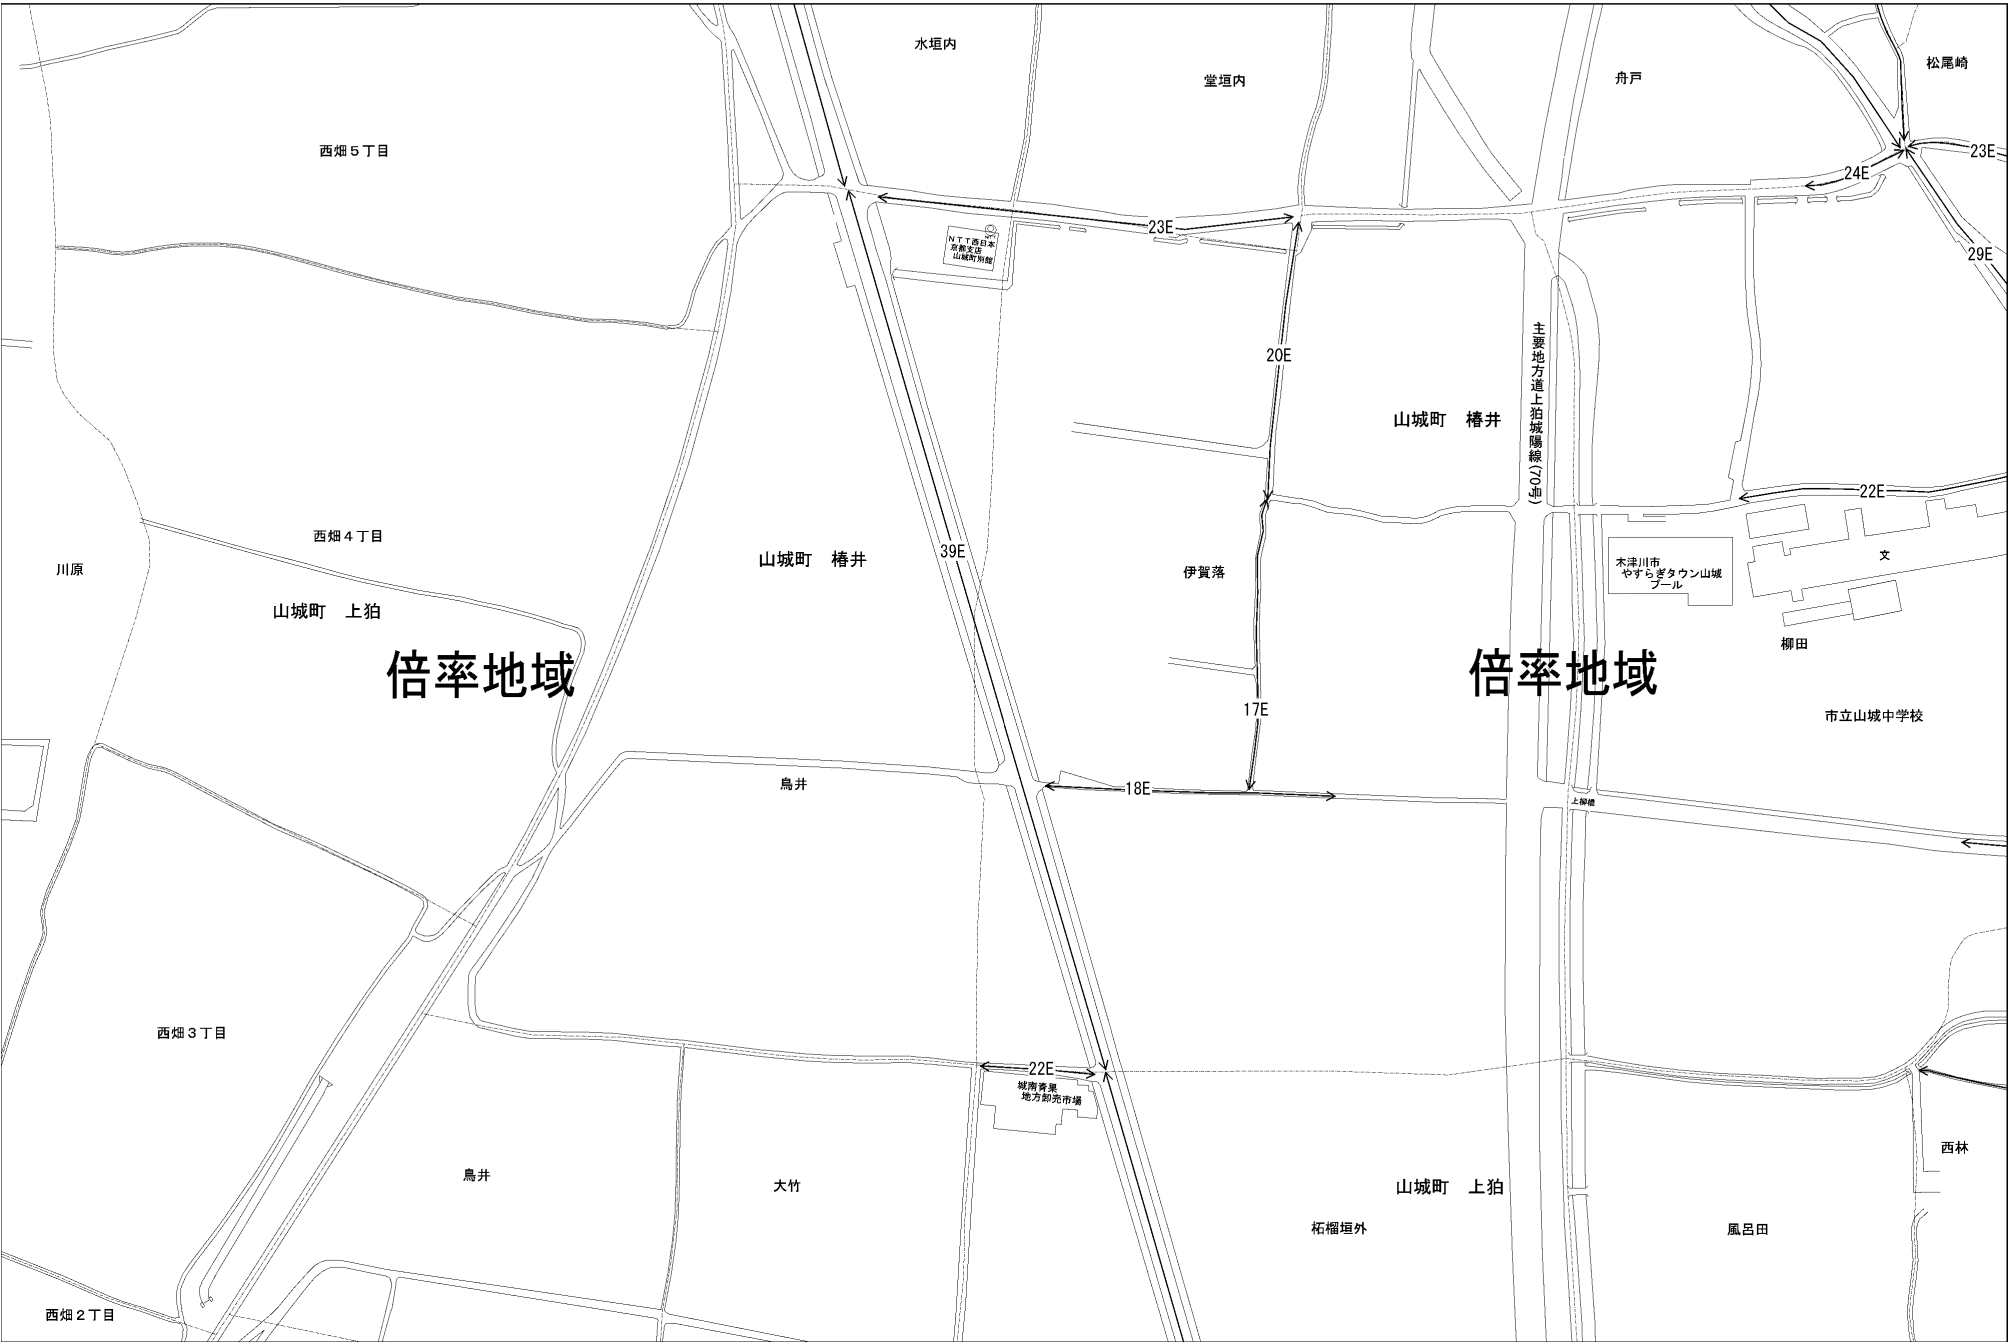 水垣内
松尾崎
堂垣内
舟戸
西畑5丁目
23E
24E
23E
NTT西日本
京都支店
山城町別館
NTT
29E
主要地方道上狛城陽線(70号)
20E
山城町 椿井
22E
西畑4丁目
39E
山城町 椿井
文
木津川市
やすらぎタウン山城
プール
川原
伊賀落
山城町 上狛
柳田
倍率地域
倍率地域
17E
市立山城中学校
鳥井
18E
上柳橋
西畑3丁目
22E
城南青果
地方卸売市場
西林
鳥井
大竹
山城町 上狛
柘榴垣外
風呂田
西畑2丁目